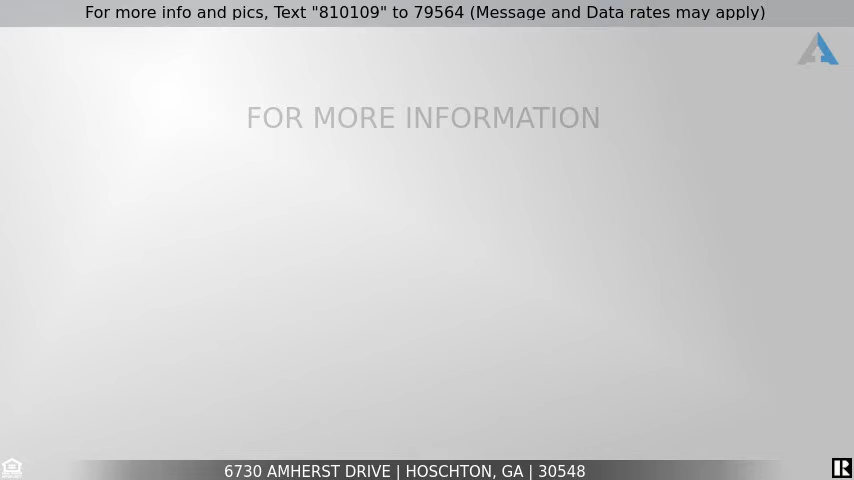 For more info and pics, Text "810109" to 79564 (Message and Data rates may apply)
FOR MORE INFORMATION
6730 AMHERST DRIVE | HOSCHTON, GA | 30548